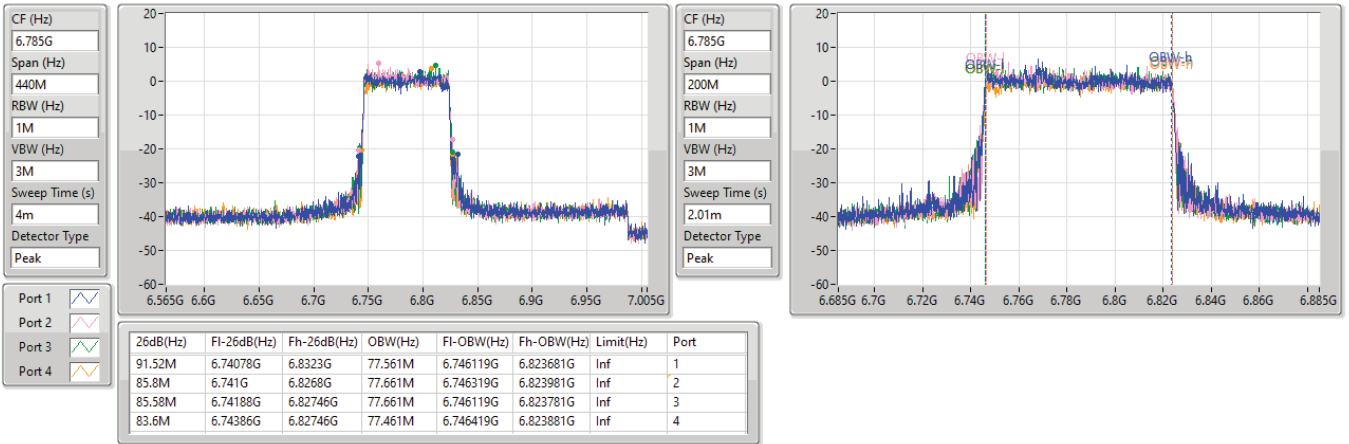 CF (Hz)
6.785G
Span (Hz)
440M
RBW (Hz)
1M
VBW (Hz)
3M
Sweep Time (s)
4m
Detector Type
Peak
20
10
0
-10
-20
-30
-40
-50
-60
6.565G 6.6G 6.65G 6.7G 6.75G 6.8G 6.85G 6.9G 6.95G 7.005G
CF (Hz)
6.785G
Span (Hz)
200M
RBW (Hz)
1M
VBW (Hz)
3M
Sweep Time (s)
2.01m
Detector Type
Peak
20
10
0
-10
-20
-30
-40
-50
-60
OBW-l OBW-h
6.685G 6.7G 6.72G 6.74G 6.76G 6.78G 6.8G 6.82G 6.84G 6.86G 6.885G
Port 1
Port 2
Port 3
Port 4
26dB(Hz) Fl-26dB(Hz) Fh-26dB(Hz) OBW(Hz) Fl-OBW(Hz) Fh-OBW(Hz) Limit(Hz) Port
91.52M 6.74078G 6.8323G 77.561M 6.746119G 6.823681G Inf 1
85.8M 6.741G 6.8268G 77.661M 6.746319G 6.823981G Inf 2
85.58M 6.74188G 6.82746G 77.661M 6.746119G 6.823781G Inf 3
83.6M 6.74386G 6.82746G 77.461M 6.746419G 6.823881G Inf 4